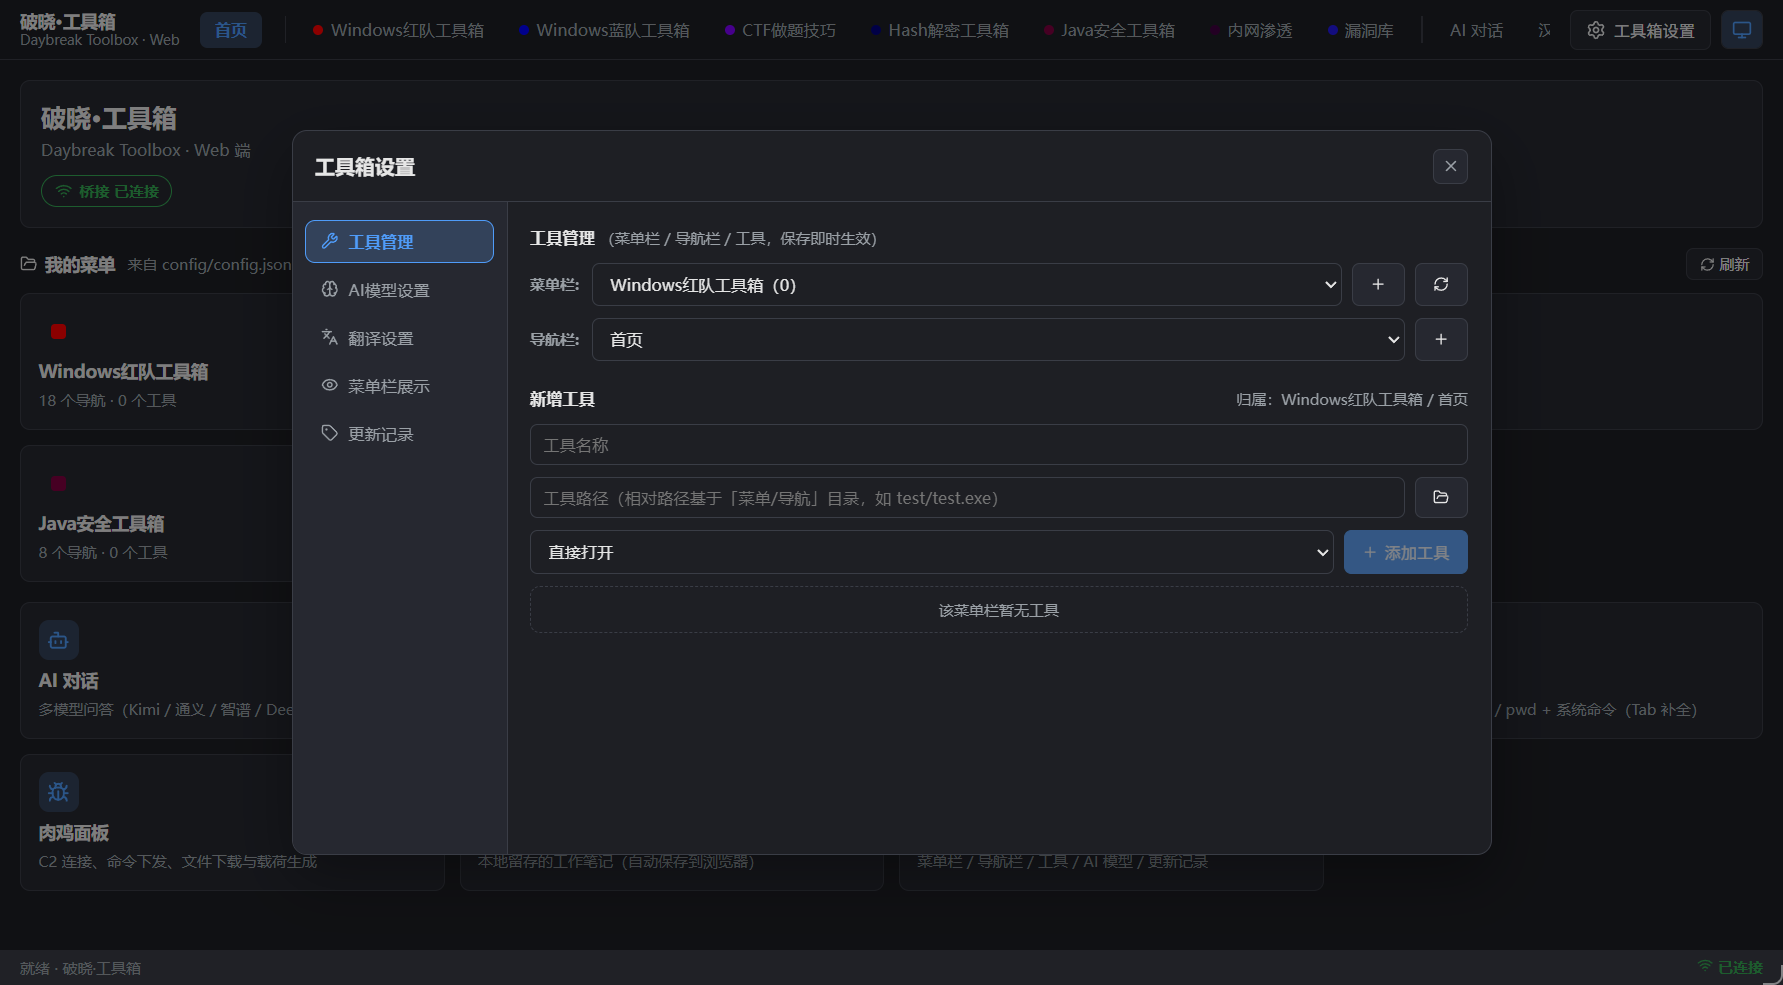 破晓•工具箱
Daybreak Toolbox · Web
首页
Windows红队工具箱
Windows蓝队工具箱
CTF做题技巧
Hash解密工具箱
Java安全工具箱
内网渗透
漏洞库
AI 对话
工具箱设置
破晓•工具箱
Daybreak Toolbox · Web 端
桥接 已连接
我的菜单 来自 config/config.json
刷新
Windows红队工具箱
18 个导航 · 0 个工具
Java安全工具箱
8 个导航 · 0 个工具
AI 对话
多模型问答（Kimi / 通义 / 智谱 / Dee
/ pwd + 系统命令（Tab 补全）
肉鸡面板
C2 连接、命令下发、文件下载与载荷生成
本地留存的工作笔记（自动保存到浏览器）
菜单栏 / 导航栏 / 工具 / AI 模型 / 更新记录
工具箱设置
工具管理
AI模型设置
翻译设置
菜单栏展示
更新记录
工具管理 （菜单栏 / 导航栏 / 工具，保存即时生效）
菜单栏: Windows红队工具箱（0）
导航栏: 首页
新增工具
归属：Windows红队工具箱 / 首页
工具名称
工具路径（相对路径基于「菜单/导航」目录，如 test/test.exe）
直接打开
添加工具
该菜单栏暂无工具
就绪 · 破晓·工具箱
已连接